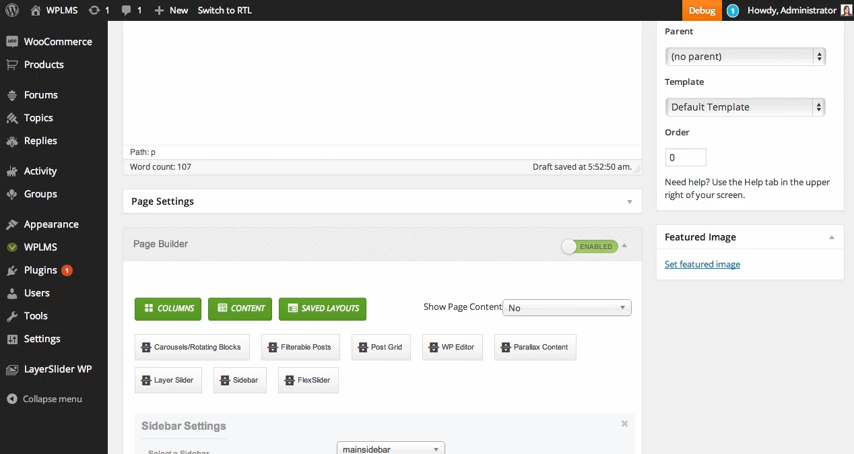 WPLMS 1 1 New Switch to RTL Debug 1 Howdy, Administrator
WooCommerce
Products
Forums
Topics
Replies
Activity
Groups
Appearance
WPLMS
Plugins 1
Users
Tools
Settings
LayerSlider WP
Collapse menu
Path: p
Word count: 107 Draft saved at 5:52:50 am.
Page Settings
Page Builder ENABLED
COLUMNS CONTENT SAVED LAYOUTS Show Page Content No
Carousels/Rotating Blocks Filterable Posts Post Grid WP Editor Parallax Content
Layer Slider Sidebar FlexSlider
Sidebar Settings
Select a Sidebar mainsidebar
Parent
(no parent)
Template
Default Template
Order
0
Need help? Use the Help tab in the upper
right of your screen.
Featured Image
Set featured image